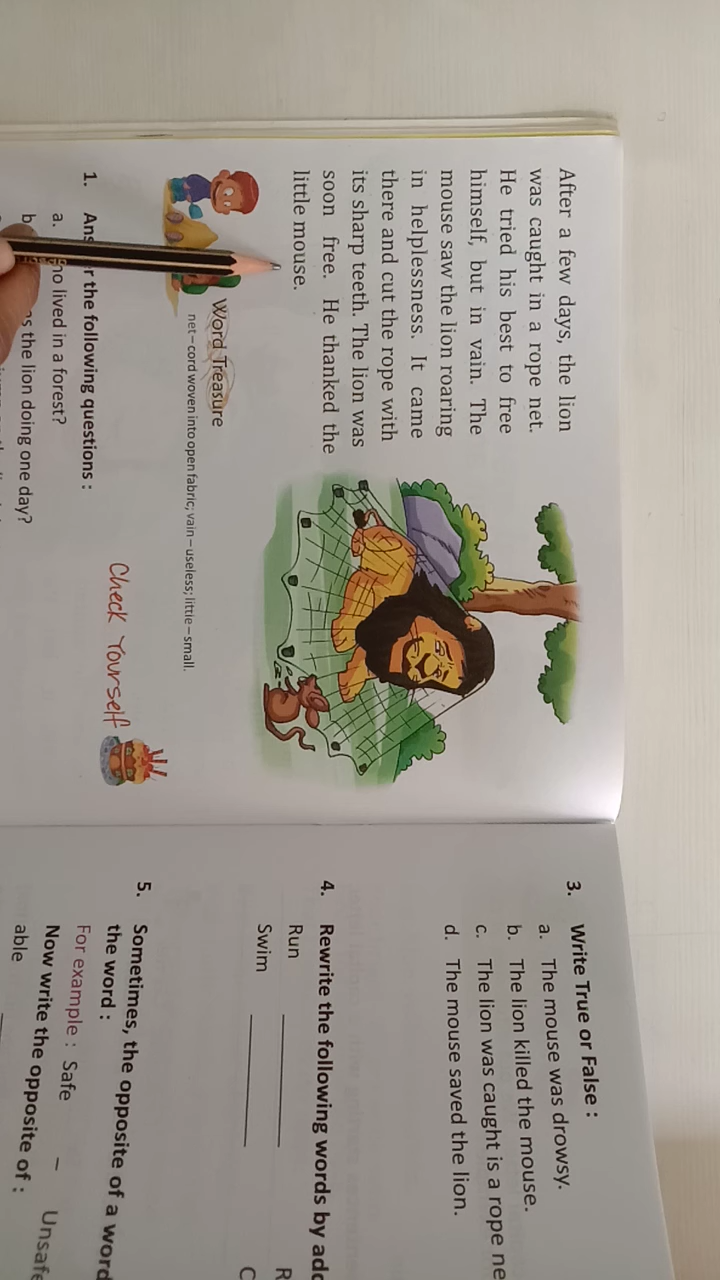 After a few days, the lion
was caught in a rope net.
He tried his best to free
himself, but in vain. The
mouse saw the lion roaring
in helplessness. It came
there and cut the rope with
its sharp teeth. The lion was
soon free. He thanked the
little mouse.
Word Treasure
net – cord woven into open fabric; vain – useless; little – small.
Check Yourself
1. the following questions :
a. lived in a forest?
b the lion doing one day?
3. Write True or False :
a. The mouse was drowsy.
b. The lion killed the mouse.
c. The lion was caught is a rope ne
d. The mouse saved the lion.
4. Rewrite the following words by
Run
Swim
5. Sometimes, the opposite of a word
the word :
For example : Safe – Unsafe
Now write the opposite of :
able